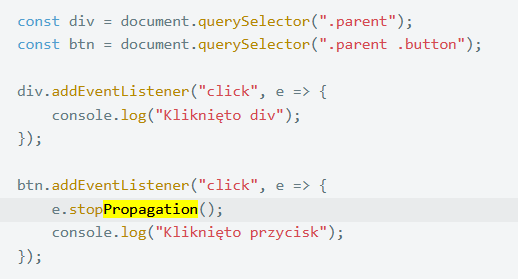 const div = document.querySelector(".parent");
const btn = document.querySelector(".parent .button");
div.addEventListener("click", e => {
console.log("Kliknięto div");
});
btn.addEventListener("click", e => {
e.stopPropagation();
console.log("Kliknięto przycisk");
});